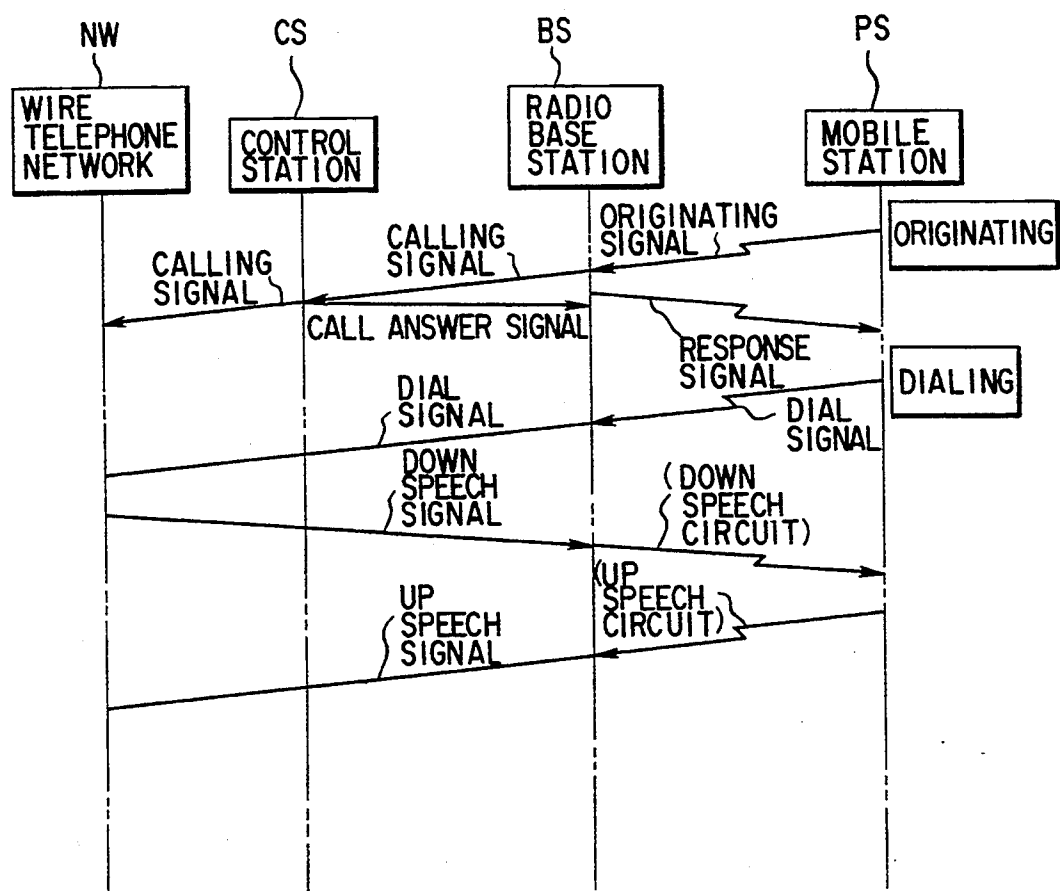 NW
CS
BS
PS
WIRE
TELEPHONE
NETWORK
CONTROL
STATION
RADIO
BASE
STATION
MOBILE
STATION
ORIGINATING
SIGNAL
ORIGINATING
CALLING
SIGNAL
CALLING
SIGNAL
CALL ANSWER SIGNAL
RESPONSE
SIGNAL
DIALING
DIAL
SIGNAL
DIAL
SIGNAL
DOWN
SPEECH
SIGNAL
(DOWN
SPEECH
CIRCUIT)
(UP
SPEECH
CIRCUIT)
UP
SPEECH
SIGNAL